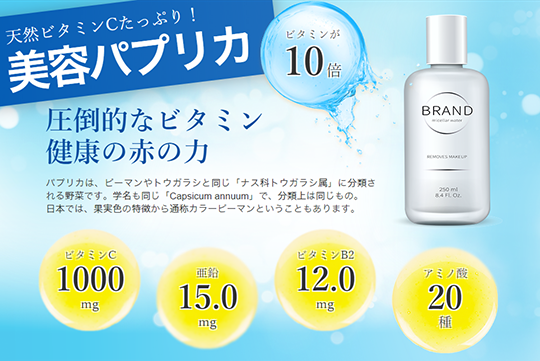 天然ビタミンCたっぷり！
美容パプリカ
ビタミンが
10倍
圧倒的なビタミン
健康の赤の力
パプリカは、ピーマンやトウガラシと同じ「ナス科トウガラシ属」に分類さ
れる野菜です。学名も同じ「Capsicum annuum」で、分類上は同じもの。
日本では、果実色の特徴から通称カラーピーマンということもあります。
BRAND
micellar water
REMOVES MAKE UP
250 ml
8.4 Fl. Oz.
ビタミンC
1000
mg
亜鉛
15.0
mg
ビタミンB2
12.0
mg
アミノ酸
20
種